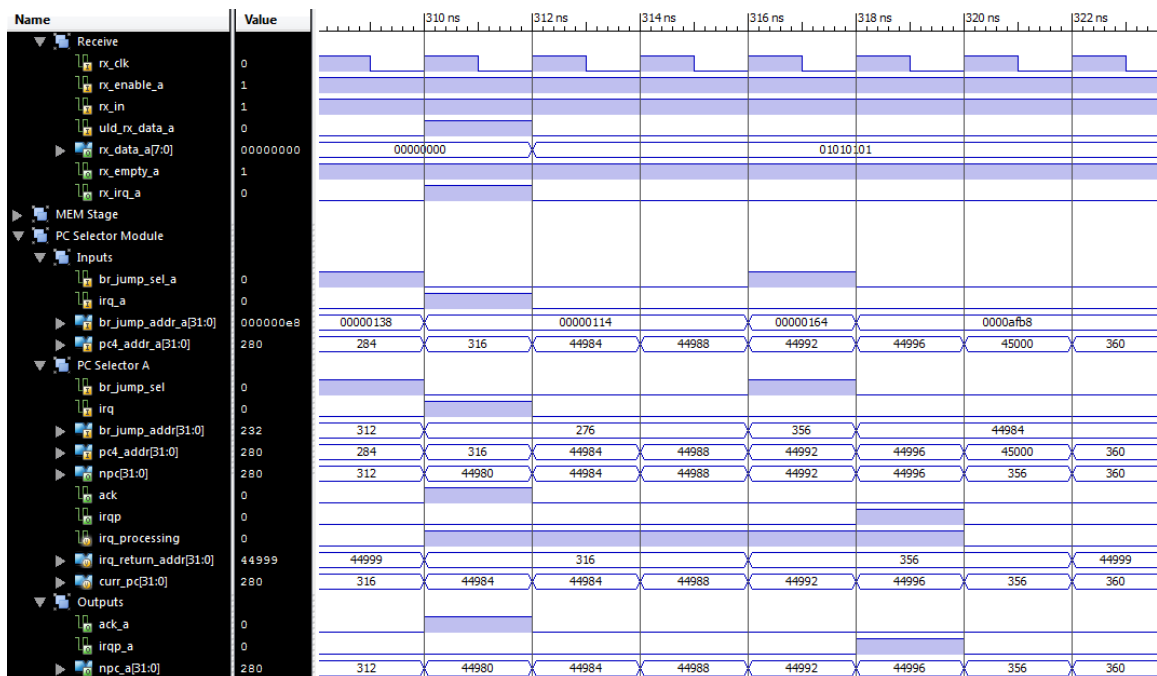 Name Value 310 ns 312 ns 314 ns 316 ns 318 ns 320 ns 322 ns
Receive
rx_clk 0
rx_enable_a 1
rx_in 1
uld_rx_data_a 0
rx_data_a[7:0] 00000000 00000000 01010101
rx_empty_a 1
rx_irq_a 0
MEM Stage
PC Selector Module
Inputs
br_jump_sel_a 0
irq_a 0
br_jump_addr_a[31:0] 000000e8 00000138 00000114 00000164 0000afb8
pc4_addr_a[31:0] 280 284 316 44984 44988 44992 44996 45000 360
PC Selector A
br_jump_sel 0
irq 0
br_jump_addr[31:0] 232 312 276 356 44984
pc4_addr[31:0] 280 284 316 44984 44988 44992 44996 45000 360
npc[31:0] 280 312 44980 44984 44988 44992 44996 356 360
ack 0
irqp 0
irq_processing 0
irq_return_addr[31:0] 44999 44999 316 356 44999
curr_pc[31:0] 280 316 44984 44984 44988 44992 44996 356 360
Outputs
ack_a 0
irqp_a 0
npc_a[31:0] 280 312 44980 44984 44988 44992 44996 356 360